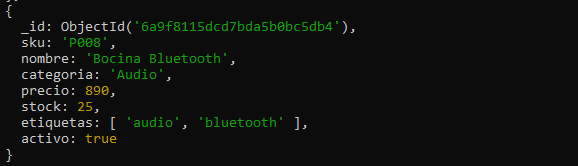 {
  _id: ObjectId('6a9f8115dcd7bda5b0bc5db4'),
  sku: 'P008',
  nombre: 'Bocina Bluetooth',
  categoria: 'Audio',
  precio: 890,
  stock: 25,
  etiquetas: [ 'audio', 'bluetooth' ],
  activo: true
}